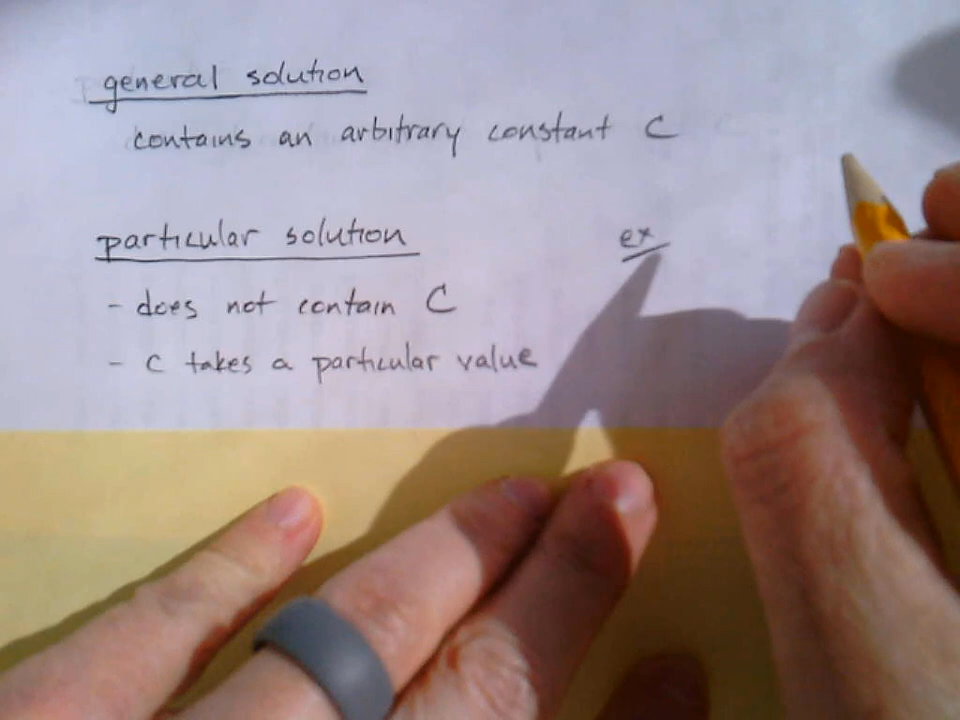 general solution
contains an arbitrary constant C
particular solution
ex
- does not contain C
- C takes a particular value